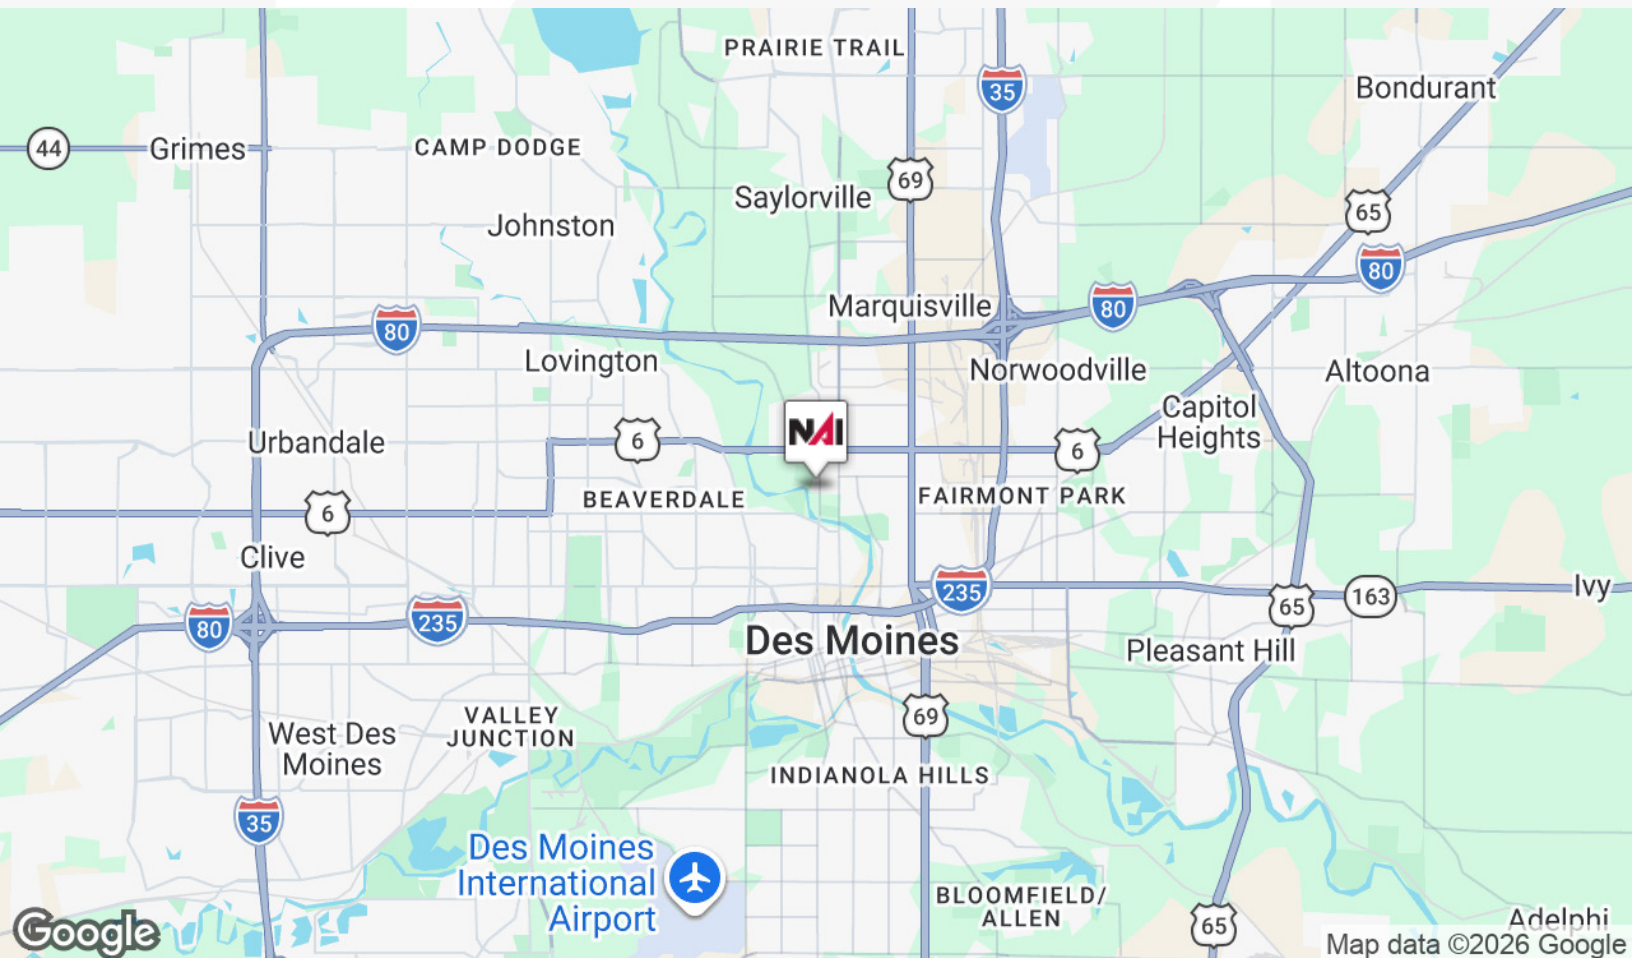 PRAIRIE TRAIL
35
Bondurant
44
Grimes
CAMP DODGE
69
Saylorville
65
Johnston
80
80
Marquisville
80
Lovington
Norwoodville
Altoona
Capitol
Heights
NAI
6
6
Urbandale
BEAVERDALE
FAIRMONT PARK
6
Clive
235
163
Ivy
65
80
235
Des Moines
Pleasant Hill
69
West Des
Moines
VALLEY
JUNCTION
INDIANOLA HILLS
35
Des Moines
International
Airport
BLOOMFIELD/
ALLEN
65
Adelphi
Google
Map data ©2026 Google